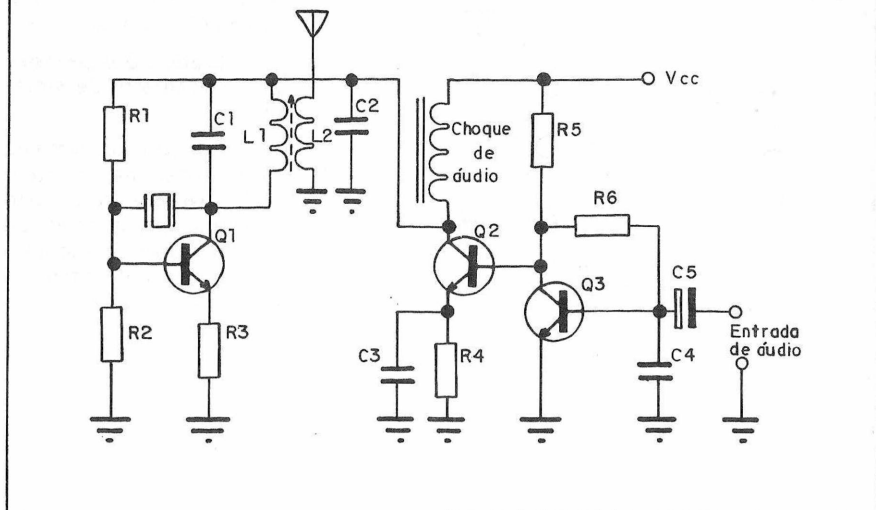 Vcc
R1
C1
L1
L2
C2
Choque
de
áudio
R5
R6
Q1
Q2
Q3
C5
R2
R3
C3
R4
C4
Entrada
de áudio